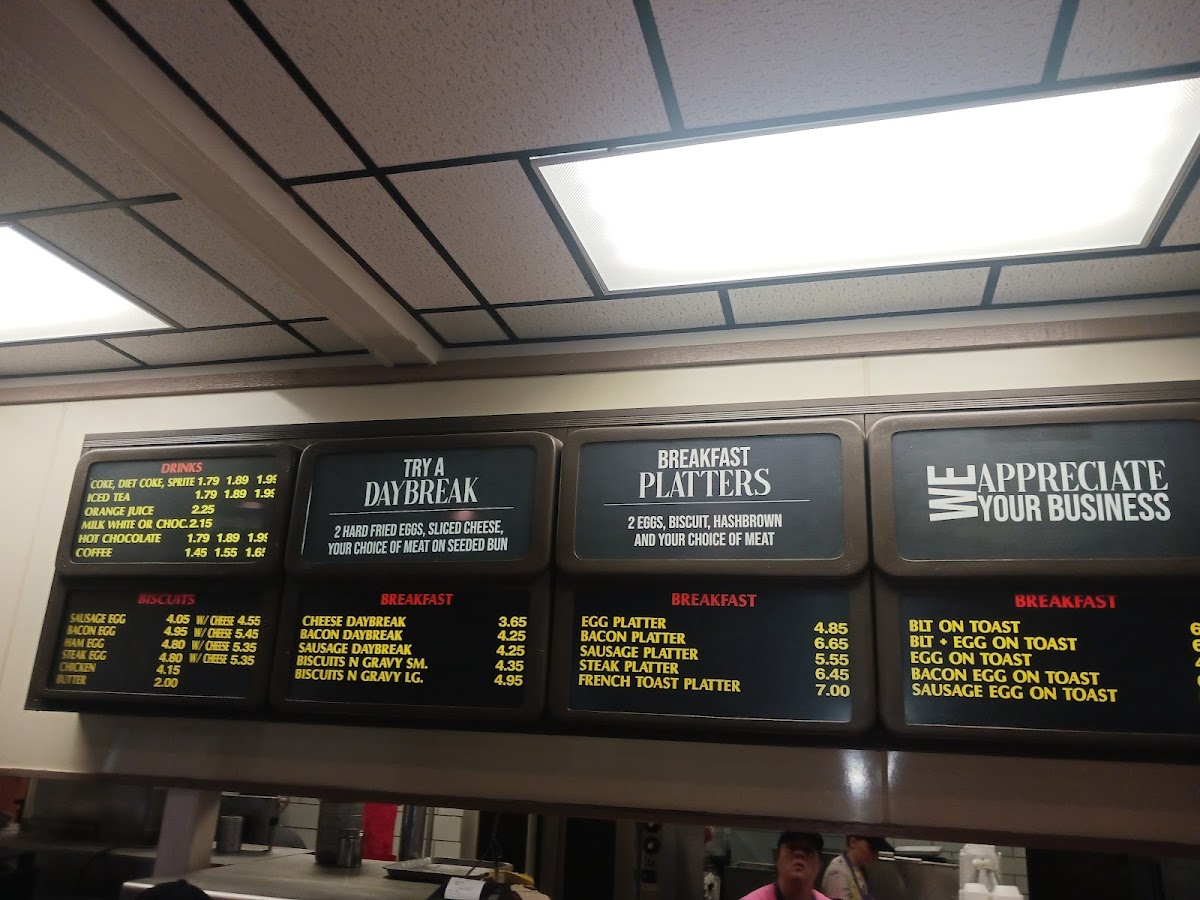 DRINKS
COKE, DIET COKE, SPRITE 1.79 1.89 1.99
ICED TEA 1.79 1.89 1.99
ORANGE JUICE 2.25
MILK WHITE OR CHOC. 2.15
HOT CHOCOLATE 1.79 1.89 1.99
COFFEE 1.45 1.55 1.65
BISCUITS
SAUSAGE EGG 4.05 W/ CHEESE 4.55
BACON EGG 4.95 W/ CHEESE 5.45
HAM EGG 4.80 W/ CHEESE 5.35
STEAK EGG 4.80 W/ CHEESE 5.35
CHICKEN 4.15
BUTTER 2.00
TRY A
DAYBREAK
2 HARD FRIED EGGS, SLICED CHEESE,
YOUR CHOICE OF MEAT ON SEEDED BUN
BREAKFAST
CHEESE DAYBREAK 3.65
BACON DAYBREAK 4.25
SAUSAGE DAYBREAK 4.25
BISCUITS N GRAVY SM. 4.35
BISCUITS N GRAVY LG. 4.95
BREAKFAST
PLATTERS
2 EGGS, BISCUIT, HASHBROWN
AND YOUR CHOICE OF MEAT
BREAKFAST
EGG PLATTER 4.85
BACON PLATTER 6.65
SAUSAGE PLATTER 5.55
STEAK PLATTER 6.45
FRENCH TOAST PLATTER 7.00
WE APPRECIATE
YOUR BUSINESS
BREAKFAST
BLT ON TOAST
BLT + EGG ON TOAST
EGG ON TOAST
BACON EGG ON TOAST
SAUSAGE EGG ON TOAST